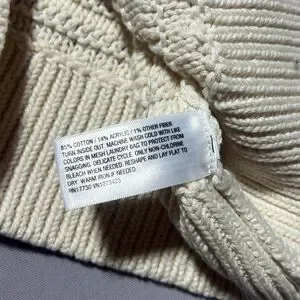 85% COTTON / 14% ACRYLIC / 1% OTHER FIBER
TURN INSIDE OUT. MACHINE WASH COLD WITH LIKE
COLORS IN MESH LAUNDRY BAG TO PROTECT FROM
SNAGGING. DELICATE CYCLE. ONLY NON-CHLORINE
BLEACH WHEN NEEDED. RESHAPE AND LAY FLAT TO
DRY. WARM IRON IF NEEDED.
RN17730